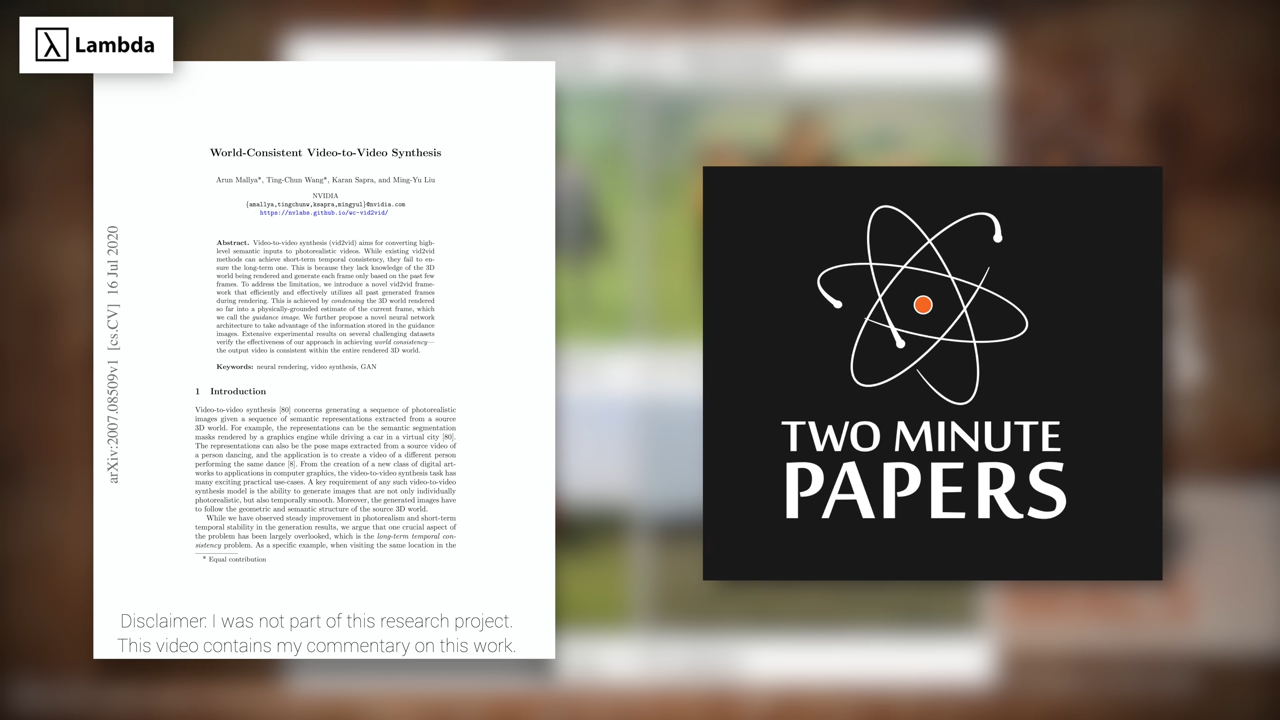 Lambda
World-Consistent Video-to-Video Synthesis
Arun Mallya*, Ting-Chun Wang*, Karan Sapra, and Ming-Yu Liu
NVIDIA
{amallya,tingchunw,ksapra,mingyul}@nvidia.com
https://nvlabs.github.io/wc-vid2vid/
Abstract. Video-to-video synthesis (vid2vid) aims for converting high-
level semantic inputs to photorealistic videos. While existing vid2vid
methods can achieve short-term temporal consistency, they fail to en-
sure the long-term one. This is because they lack knowledge of the 3D
world being rendered and generate each frame only based on the past few
frames. To address the limitation, we introduce a novel vid2vid frame-
work that efficiently and effectively utilizes all past generated frames
during rendering. This is achieved by condensing the 3D world rendered
so far into a physically-grounded estimate of the current frame, which
we call the guidance image. We further propose a novel neural network
architecture to take advantage of the information stored in the guidance
images. Extensive experimental results on several challenging datasets
verify the effectiveness of our approach in achieving world consistency—
the output video is consistent within the entire rendered 3D world.
Keywords: neural rendering, video synthesis, GAN
1 Introduction
Video-to-video synthesis [80] concerns generating a sequence of photorealistic
images given a sequence of semantic representations extracted from a source
3D world. For example, the representations can be the semantic segmentation
masks rendered by a graphics engine while driving a car in a virtual city [80].
The representations can also be the pose maps extracted from a source video of
a person dancing, and the application is to create a video of a different person
performing the same dance [8]. From the creation of a new class of digital art-
works to applications in computer graphics, the video-to-video synthesis task has
many exciting practical use-cases. A key requirement of any such video-to-video
synthesis model is the ability to generate images that are not only individually
photorealistic, but also temporally smooth. Moreover, the generated images have
to follow the geometric and semantic structure of the source 3D world.
While we have observed steady improvement in photorealism and short-term
temporal stability in the generation results, we argue that one crucial aspect of
the problem has been largely overlooked, which is the long-term temporal con-
sistency problem. As a specific example, when visiting the same location in the
* Equal contribution
arXiv:2007.08509v1 [cs.CV] 16 Jul 2020
Disclaimer: I was not part of this research project.
This video contains my commentary on this work.
TWO MINUTE
PAPERS